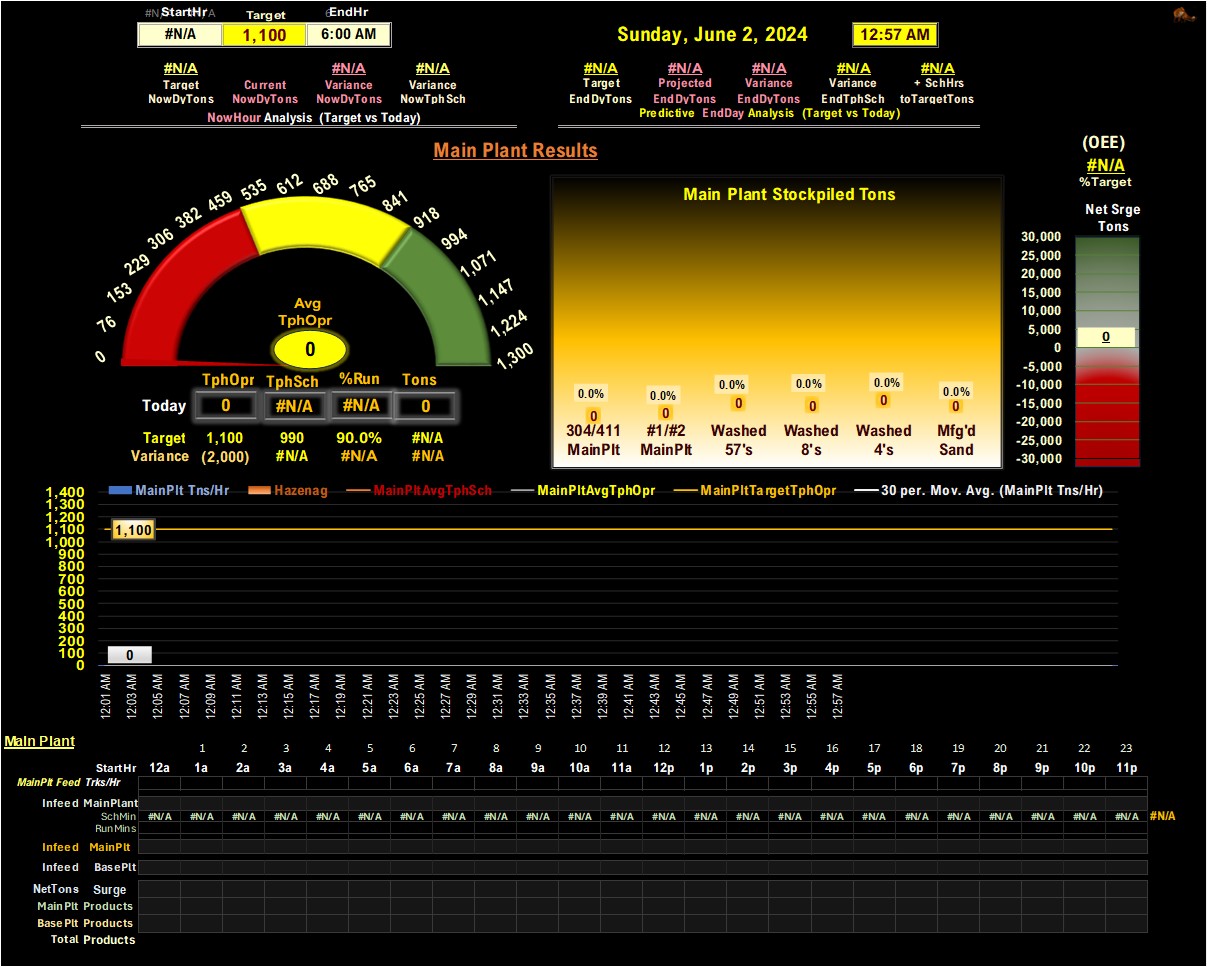 StartHr Target EndHr
#N/A 1,100 6:00 AM
Sunday, June 2, 2024 12:57 AM
#N/A #N/A #N/A
Target Current Variance Variance
NowDyTons NowDyTons NowDyTons NowTphSch
NowHour Analysis (Target vs Today)
#N/A #N/A #N/A #N/A #N/A
Target Projected Variance Variance + SchHrs
EndDyTons EndDyTons EndDyTons EndTphSch toTargetTons
Predictive EndDay Analysis (Target vs Today)
Main Plant Results
(OEE)
#N/A
%Target
Net Srge
Tons
0 76 153 229 306 382 459 535 612 688 765 841 918 994 1,071 1,147 1,224 1,300
Avg
TphOpr
0
TphOpr TphSch %Run Tons
Today 0 #N/A #N/A 0
Target 1,100 990 90.0% #N/A
Variance (2,000) #N/A #N/A #N/A
Main Plant Stockpiled Tons
0.0% 0.0% 0.0% 0.0% 0.0% 0.0%
0 0 0 0 0 0
304/411 #1/#2 Washed Washed Washed Mfg'd
MainPlt MainPlt 57's 8's 4's Sand
30,000
25,000
20,000
15,000
10,000
5,000
0
0
-5,000
-10,000
-15,000
-20,000
-25,000
-30,000
MainPlt Tns/Hr Hazenag MainPltAvgTphSch MainPltAvgTphOpr MainPltTargetTphOpr 30 per. Mov. Avg. (MainPlt Tns/Hr)
1,400
1,300
1,200
1,100
1,000
900
800
700
600
500
400
300
200
100
0
1,100
0
12:01 AM 12:03 AM 12:05 AM 12:07 AM 12:09 AM 12:11 AM 12:13 AM 12:15 AM 12:17 AM 12:19 AM 12:21 AM 12:23 AM 12:25 AM 12:27 AM 12:29 AM 12:31 AM 12:33 AM 12:35 AM 12:37 AM 12:39 AM 12:41 AM 12:43 AM 12:45 AM 12:47 AM 12:49 AM 12:51 AM 12:53 AM 12:55 AM 12:57 AM
Main Plant
1 2 3 4 5 6 7 8 9 10 11 12 13 14 15 16 17 18 19 20 21 22 23
StartHr 12a 1a 2a 3a 4a 5a 6a 7a 8a 9a 10a 11a 12p 1p 2p 3p 4p 5p 6p 7p 8p 9p 10p 11p
MainPlt Feed Trks/Hr
Infeed MainPlant
SchMin #N/A #N/A #N/A #N/A #N/A #N/A #N/A #N/A #N/A #N/A #N/A #N/A #N/A #N/A #N/A #N/A #N/A #N/A #N/A #N/A #N/A #N/A #N/A #N/A #N/A
RunMins
Infeed MainPlt
Infeed BasePlt
NetTons Surge
MainPlt Products
BasePlt Products
Total Products